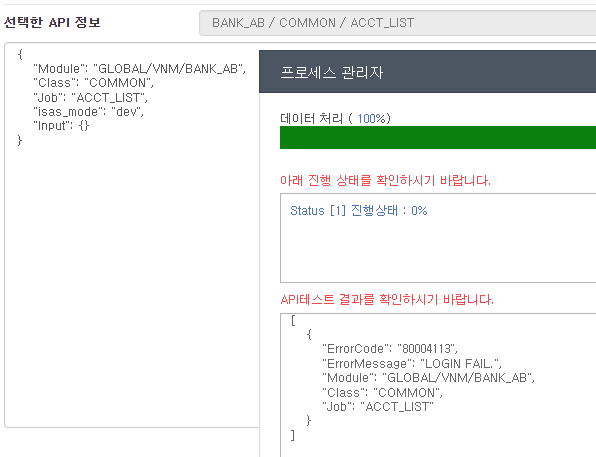 선택한 API 정보
BANK_AB / COMMON / ACCT_LIST
{
"Module": "GLOBAL/VNM/BANK_AB",
"Class": "COMMON",
"Job": "ACCT_LIST",
"isas_mode": "dev",
"Input": {}
}
프로세스 관리자
데이터 처리 ( 100%)
아래 진행 상태를 확인하시기 바랍니다.
Status [1] 진행상태 : 0%
API테스트 결과를 확인하시기 바랍니다.
[
{
"ErrorCode": "80004113",
"ErrorMessage": "LOGIN FAIL.",
"Module": "GLOBAL/VNM/BANK_AB",
"Class": "COMMON",
"Job": "ACCT_LIST"
}
]